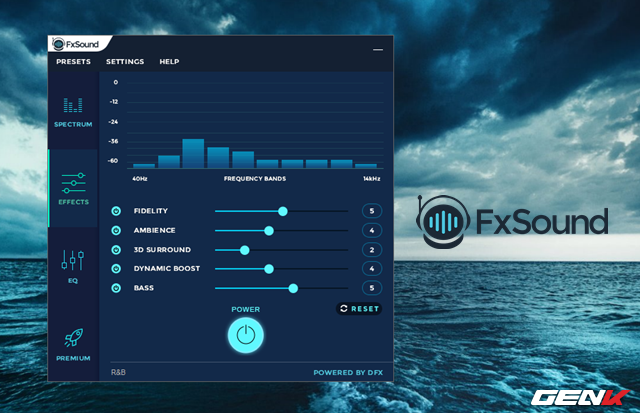 FxSound
PRESETS SETTINGS HELP
0
-12
-24
-36
-60
40Hz FREQUENCY BANDS 14kHz
SPECTRUM
EFFECTS
EQ
PREMIUM
FIDELITY 5
AMBIENCE 4
3D SURROUND 2
DYNAMIC BOOST 4
BASS 5
POWER
RESET
R&B
POWERED BY DFX
FxSound
GENK